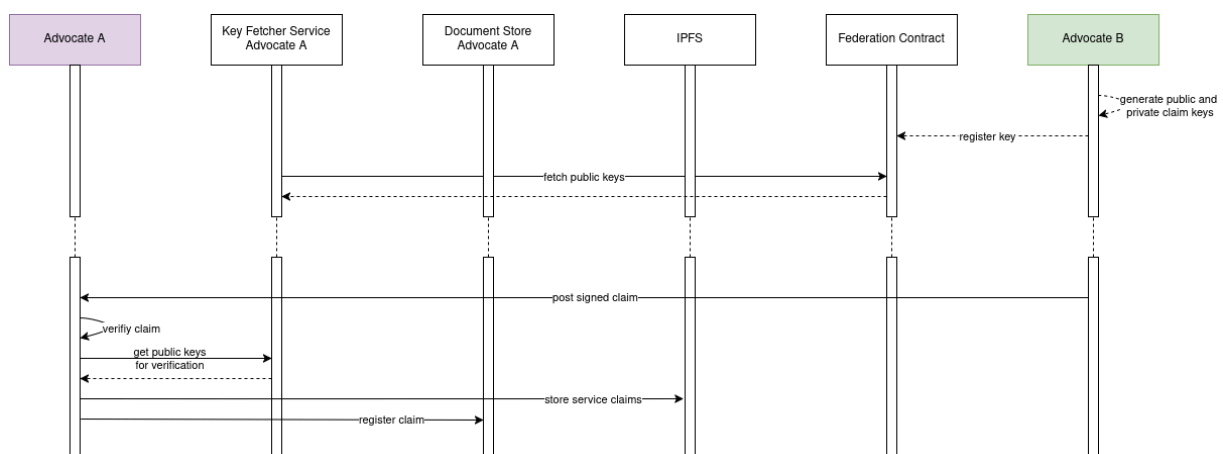 Advocate A
Key Fetcher Service
Advocate A
Document Store
Advocate A
IPFS
Federation Contract
Advocate B
generate public and
private claim keys
register key
fetch public keys
post signed claim
verifiy claim
get public keys
for verification
store service claims
register claim